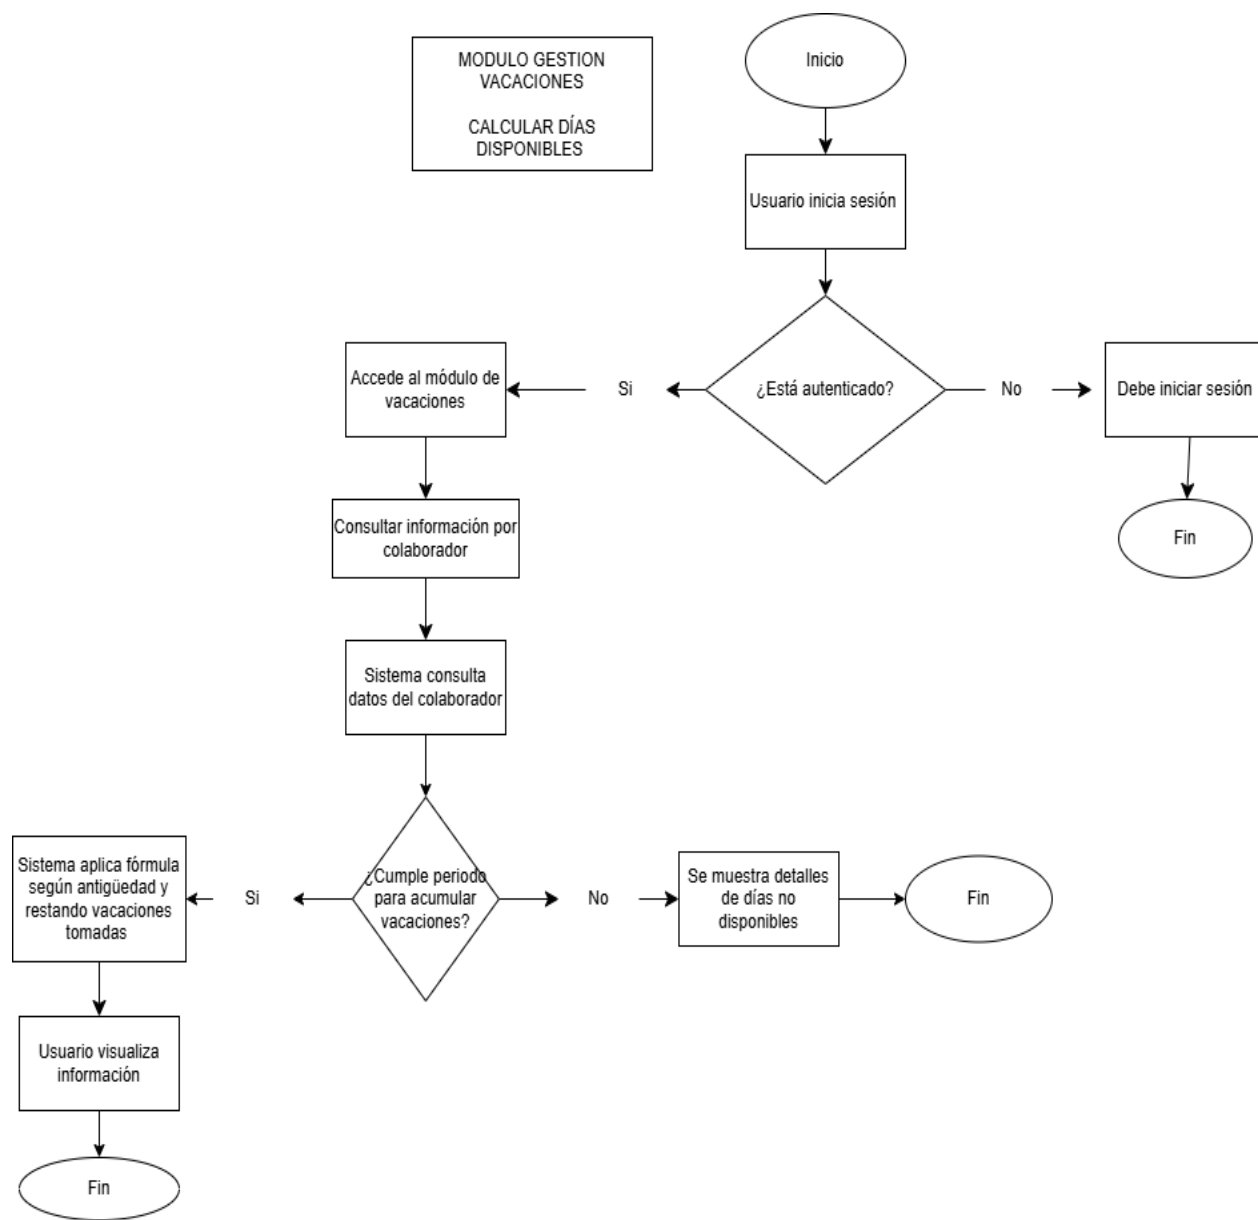 MODULO GESTION
VACACIONES
CALCULAR DÍAS
DISPONIBLES
Inicio
Usuario inicia sesión
¿Está autenticado?
Si
No
Accede al módulo de
vacaciones
Debe iniciar sesión
Fin
Consultar información por
colaborador
Sistema consulta
datos del colaborador
¿Cumple periodo
para acumular
vacaciones?
Si
No
Sistema aplica fórmula
según antigüedad y
restando vacaciones
tomadas
Se muestra detalles
de días no
disponibles
Fin
Usuario visualiza
información
Fin